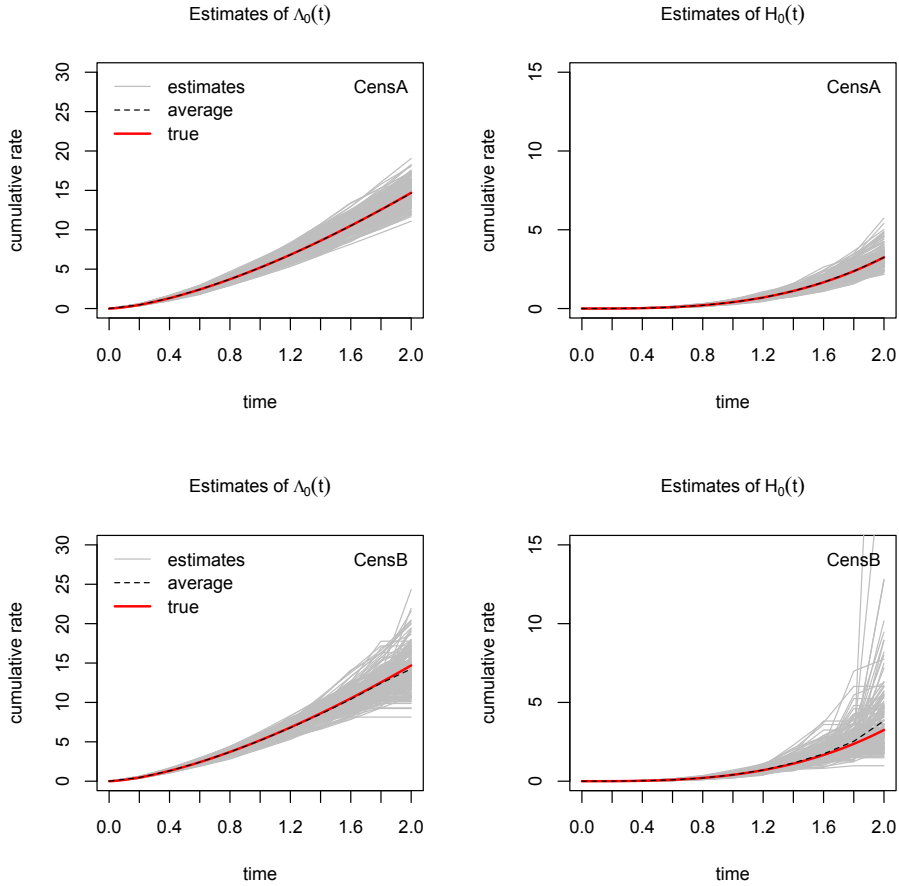 Estimates of Λ₀(t)
30
25
20
15
10
5
0
cumulative rate
estimates
average
true
CensA
0.0 0.4 0.8 1.2 1.6 2.0
time
Estimates of H₀(t)
15
10
5
0
cumulative rate
CensA
0.0 0.4 0.8 1.2 1.6 2.0
time
Estimates of Λ₀(t)
30
25
20
15
10
5
0
cumulative rate
estimates
average
true
CensB
0.0 0.4 0.8 1.2 1.6 2.0
time
Estimates of H₀(t)
15
10
5
0
cumulative rate
CensB
0.0 0.4 0.8 1.2 1.6 2.0
time